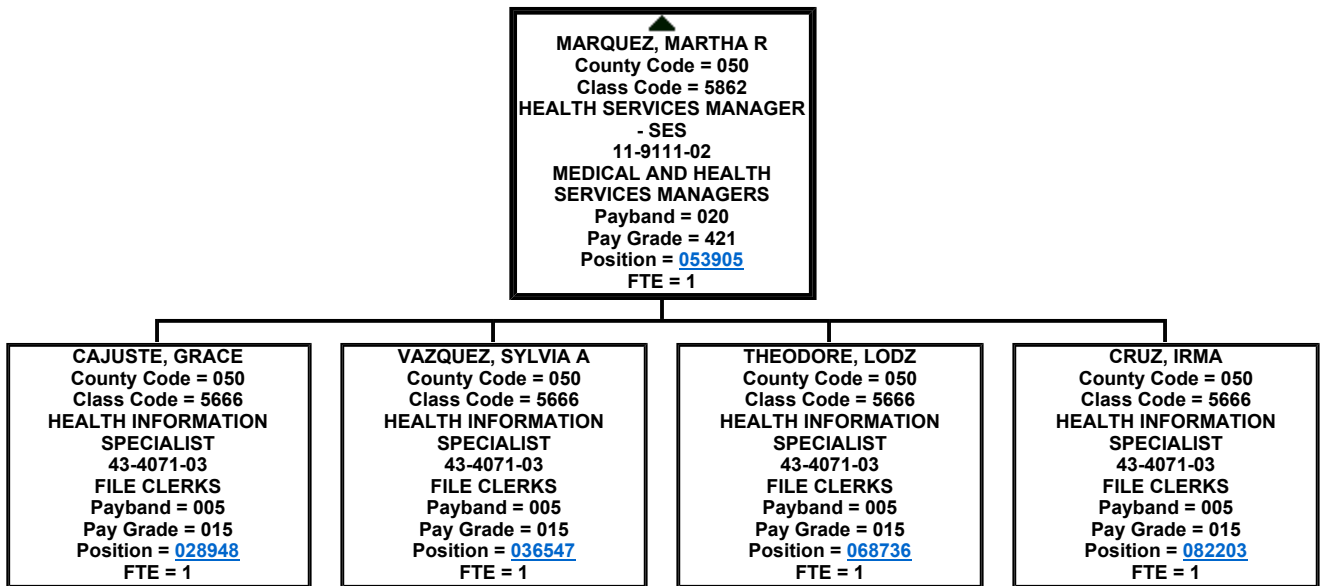 MARQUEZ, MARTHA R
County Code = 050
Class Code = 5862
HEALTH SERVICES MANAGER
- SES
11-9111-02
MEDICAL AND HEALTH
SERVICES MANAGERS
Payband = 020
Pay Grade = 421
Position = 053905
FTE = 1
CAJUSTE, GRACE
County Code = 050
Class Code = 5666
HEALTH INFORMATION
SPECIALIST
43-4071-03
FILE CLERKS
Payband = 005
Pay Grade = 015
Position = 028948
FTE = 1
VAZQUEZ, SYLVIA A
County Code = 050
Class Code = 5666
HEALTH INFORMATION
SPECIALIST
43-4071-03
FILE CLERKS
Payband = 005
Pay Grade = 015
Position = 036547
FTE = 1
THEODORE, LODZ
County Code = 050
Class Code = 5666
HEALTH INFORMATION
SPECIALIST
43-4071-03
FILE CLERKS
Payband = 005
Pay Grade = 015
Position = 068736
FTE = 1
CRUZ, IRMA
County Code = 050
Class Code = 5666
HEALTH INFORMATION
SPECIALIST
43-4071-03
FILE CLERKS
Payband = 005
Pay Grade = 015
Position = 082203
FTE = 1